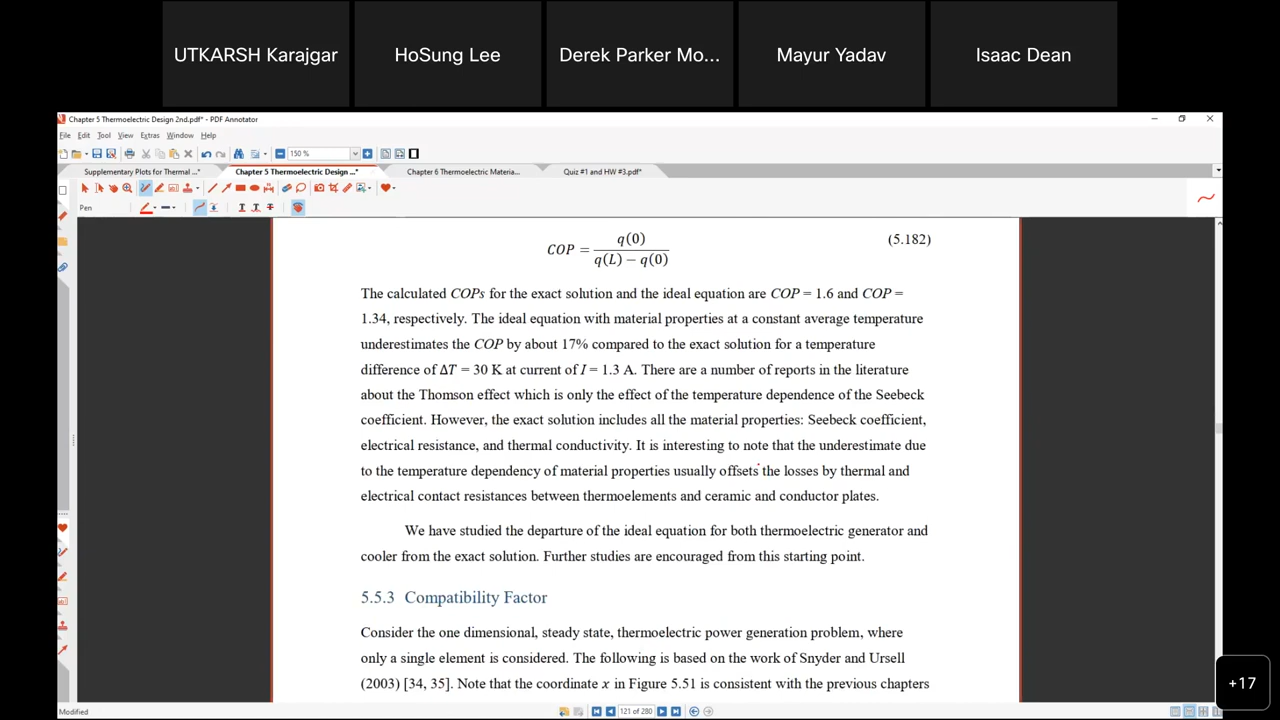 UTKARSH Karajgar
HoSung Lee
Derek Parker Mo...
Mayur Yadav
Isaac Dean
Chapter 5 Thermoelectric Design 2nd.pdf* - PDF Annotator
File Edit Tool View Extras Window Help
150 %
Supplementary Plots for Thermal ...*
Chapter 5 Thermoelectric Design ...*
Chapter 6 Thermoelectric Materia...
Quiz #1 and HW #3.pdf*
Pen
COP = q(0) / q(L) − q(0) (5.182)
The calculated COPs for the exact solution and the ideal equation are COP = 1.6 and COP =
1.34, respectively. The ideal equation with material properties at a constant average temperature
underestimates the COP by about 17% compared to the exact solution for a temperature
difference of ΔT = 30 K at current of I = 1.3 A. There are a number of reports in the literature
about the Thomson effect which is only the effect of the temperature dependence of the Seebeck
coefficient. However, the exact solution includes all the material properties: Seebeck coefficient,
electrical resistance, and thermal conductivity. It is interesting to note that the underestimate due
to the temperature dependency of material properties usually offsets the losses by thermal and
electrical contact resistances between thermoelements and ceramic and conductor plates.
We have studied the departure of the ideal equation for both thermoelectric generator and
cooler from the exact solution. Further studies are encouraged from this starting point.
5.5.3 Compatibility Factor
Consider the one dimensional, steady state, thermoelectric power generation problem, where
only a single element is considered. The following is based on the work of Snyder and Ursell
(2003) [34, 35]. Note that the coordinate x in Figure 5.51 is consistent with the previous chapters
+17
Modified
121 of 280